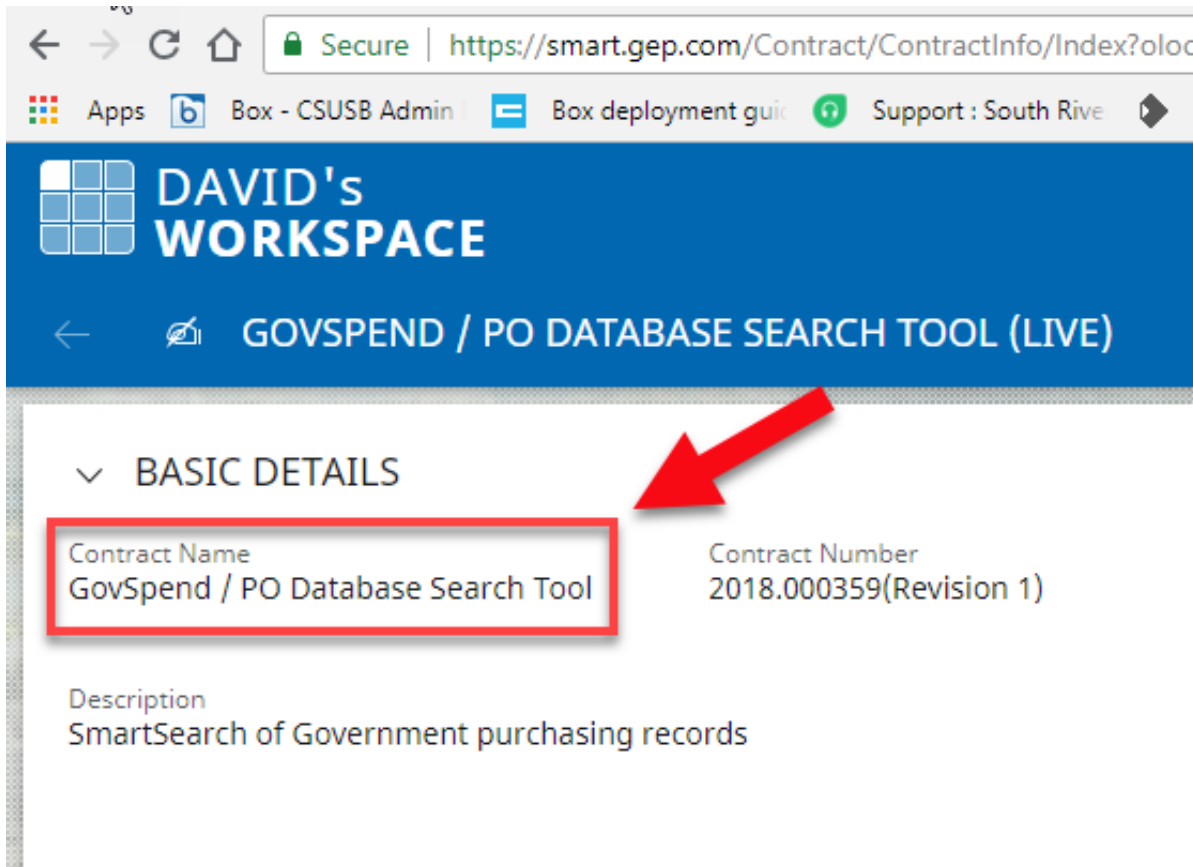 Secure | https://smart.gep.com/Contract/ContractInfo/Index?oloc
Apps Box - CSUSB Admin Box deployment gui Support : South Rive
DAVID's
WORKSPACE
GOVSPEND / PO DATABASE SEARCH TOOL (LIVE)
BASIC DETAILS
Contract Name
GovSpend / PO Database Search Tool
Contract Number
2018.000359(Revision 1)
Description
SmartSearch of Government purchasing records